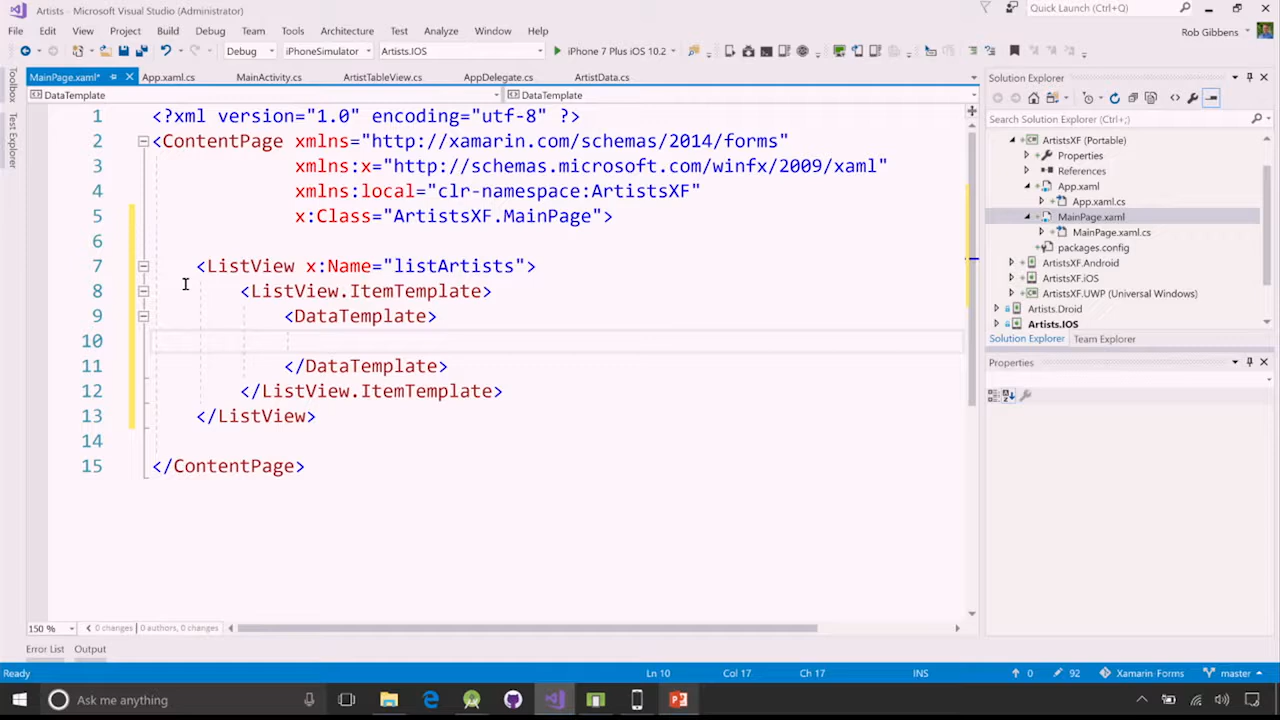 Artists - Microsoft Visual Studio (Administrator)
Quick Launch (Ctrl+Q)
File Edit View Project Build Debug Team Tools Architecture Test Analyze Window Help
Rob Gibbens
Debug iPhoneSimulator Artists.IOS iPhone 7 Plus iOS 10.2
MainPage.xaml* App.xaml.cs MainActivity.cs ArtistTableView.cs AppDelegate.cs ArtistData.cs
DataTemplate DataTemplate
Toolbox
Test Explorer
1 <?xml version="1.0" encoding="utf-8" ?>
2 <ContentPage xmlns="http://xamarin.com/schemas/2014/forms"
3 xmlns:x="http://schemas.microsoft.com/winfx/2009/xaml"
4 xmlns:local="clr-namespace:ArtistsXF"
5 x:Class="ArtistsXF.MainPage">
6
7 <ListView x:Name="listArtists">
8 <ListView.ItemTemplate>
9 <DataTemplate>
10
11 </DataTemplate>
12 </ListView.ItemTemplate>
13 </ListView>
14
15 </ContentPage>
150 % 0 changes | 0 authors, 0 changes
Solution Explorer
Search Solution Explorer (Ctrl+;)
ArtistsXF (Portable)
Properties
References
App.xaml
App.xaml.cs
MainPage.xaml
MainPage.xaml.cs
packages.config
ArtistsXF.Android
ArtistsXF.iOS
ArtistsXF.UWP (Universal Windows)
Artists.Droid
Artists.IOS
Solution Explorer Team Explorer
Properties
Error List Output
Ready Ln 10 Col 17 Ch 17 INS 0 92 Xamarin Forms master
Ask me anything